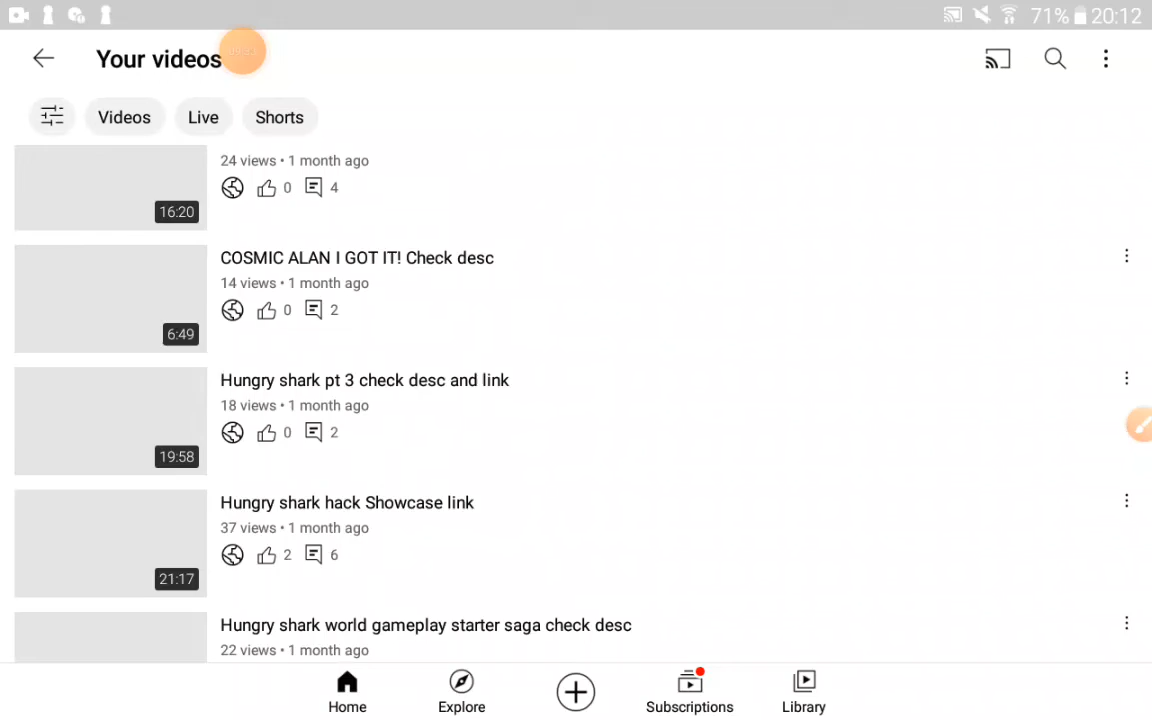 71% 20:12
Your videos
Videos Live Shorts
24 views • 1 month ago
0 4
16:20
COSMIC ALAN I GOT IT! Check desc
14 views • 1 month ago
0 2
6:49
Hungry shark pt 3 check desc and link
18 views • 1 month ago
0 2
19:58
Hungry shark hack Showcase link
37 views • 1 month ago
2 6
21:17
Hungry shark world gameplay starter saga check desc
22 views • 1 month ago
Home Explore Subscriptions Library